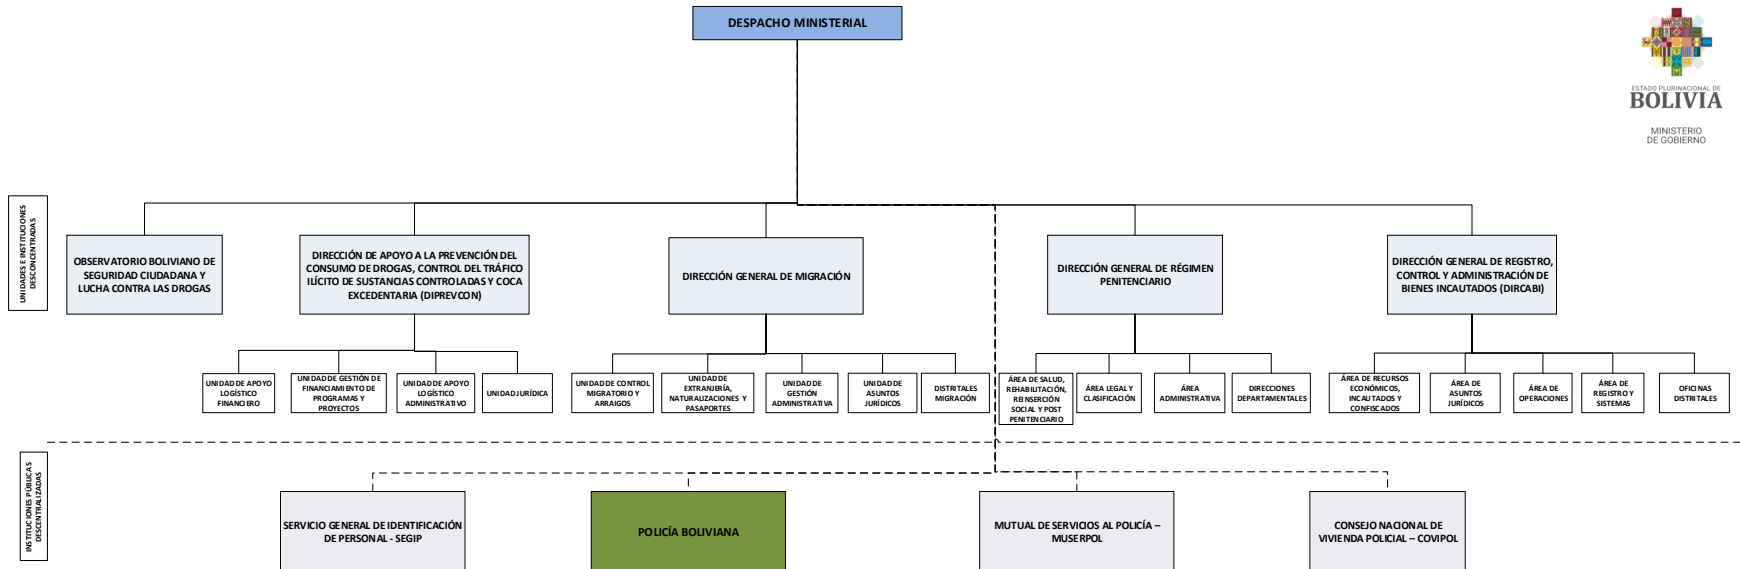 DESPACHO MINISTERIAL
ESTADO PLURINACIONAL DE
BOLIVIA
MINISTERIO
DE GOBIERNO
UNIDADES E INSTITUCIONES
DESCONCENTRADAS
OBSERVATORIO BOLIVIANO DE
SEGURIDAD CIUDADANA Y
LUCHA CONTRA LAS DROGAS
DIRECCIÓN DE APOYO A LA PREVENCIÓN DEL
CONSUMO DE DROGAS, CONTROL DEL TRÁFICO
ILÍCITO DE SUSTANCIAS CONTROLADAS Y COCA
EXCEDENTARIA (DIPREVCON)
DIRECCIÓN GENERAL DE MIGRACIÓN
DIRECCIÓN GENERAL DE RÉGIMEN
PENITENCIARIO
DIRECCIÓN GENERAL DE REGISTRO,
CONTROL Y ADMINISTRACIÓN DE
BIENES INCAUTADOS (DIRCABI)
UNIDAD DE APOYO
LOGÍSTICO
FINANCIERO
UNIDAD DE GESTIÓN DE
FINANCIAMIENTO DE
PROGRAMAS Y
PROYECTOS
UNIDAD DE APOYO
LOGÍSTICO
ADMINISTRATIVO
UNIDAD JURÍDICA
UNIDAD DE CONTROL
MIGRATORIO Y
ARRAIGOS
UNIDAD DE
EXTRANJERÍA,
NATURALIZACIONES Y
PASAPORTES
UNIDAD DE
GESTIÓN
ADMINISTRATIVA
UNIDAD DE
ASUNTOS
JURÍDICOS
DISTRITALES
MIGRACIÓN
ÁREA DE SALUD,
REHABILITACIÓN,
REINSERCIÓN
SOCIAL Y POST
PENITENCIARIO
ÁREA LEGAL Y
CLASIFICACIÓN
ÁREA
ADMINISTRATIVA
DIRECCIONES
DEPARTAMENTALES
ÁREA DE RECURSOS
ECONÓMICOS,
INCAUTADOS Y
CONFISCADOS
ÁREA DE
ASUNTOS
JURÍDICOS
ÁREA DE
OPERACIONES
ÁREA DE
REGISTRO Y
SISTEMAS
OFICINAS
DISTRITALES
INSTITUCIONES PÚBLICAS
DESCENTRALIZADAS
SERVICIO GENERAL DE IDENTIFICACIÓN
DE PERSONAL - SEGIP
POLICÍA BOLIVIANA
MUTUAL DE SERVICIOS AL POLICÍA –
MUSERPOL
CONSEJO NACIONAL DE
VIVIENDA POLICIAL – COVIPOL